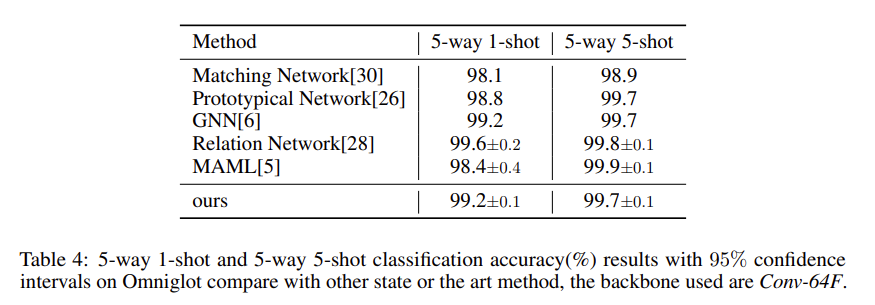 Method 5-way 1-shot 5-way 5-shot
Matching Network[30] 98.1 98.9
Prototypical Network[26] 98.8 99.7
GNN[6] 99.2 99.7
Relation Network[28] 99.6±0.2 99.8±0.1
MAML[5] 98.4±0.4 99.9±0.1
ours 99.2±0.1 99.7±0.1
Table 4: 5-way 1-shot and 5-way 5-shot classification accuracy(%) results with 95% confidence
intervals on Omniglot compare with other state or the art method, the backbone used are Conv-64F.